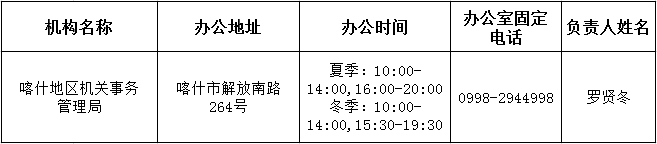 机构名称
办公地址
办公时间
办公室固定
电话
负责人姓名
喀什地区机关事务
管理局
喀什市解放南路
264号
夏季：10:00-
14:00,16:00-20:00
冬季：10:00-
14:00,15:30-19:30
0998-2944998
罗贤冬